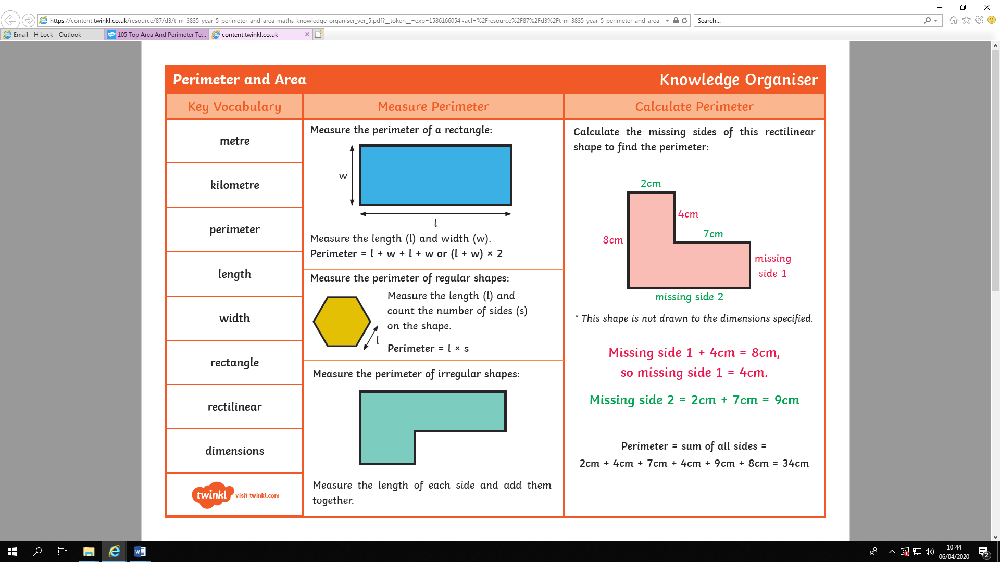 https://content.twinkl.co.uk/resource/87/d3/t-m-3835-year-5-perimeter-and-area-maths-knowledge-organiser_ver_5.pdf?__token__=exp=1586166054~acl=%2Fresource%2F87%2Fd3%2Ft-m-3835-year-5-perimeter-and-area-
Search...
Email - H Lock - Outlook
105 Top Area And Perimeter Te...
content.twinkl.co.uk
Perimeter and Area
Knowledge Organiser
Key Vocabulary
metre
kilometre
perimeter
length
width
rectangle
rectilinear
dimensions
twinkl
visit twinkl.com
Measure Perimeter
Measure the perimeter of a rectangle:
w
l
Measure the length (l) and width (w).
Perimeter = l + w + l + w or (l + w) × 2
Measure the perimeter of regular shapes:
Measure the length (l) and
count the number of sides (s)
on the shape.
l
Perimeter = l × s
Measure the perimeter of irregular shapes:
Measure the length of each side and add them
together.
Calculate Perimeter
Calculate the missing sides of this rectilinear
shape to find the perimeter:
2cm
4cm
7cm
8cm
missing
side 1
missing side 2
* This shape is not drawn to the dimensions specified.
Missing side 1 + 4cm = 8cm,
so missing side 1 = 4cm.
Missing side 2 = 2cm + 7cm = 9cm
Perimeter = sum of all sides =
2cm + 4cm + 7cm + 4cm + 9cm + 8cm = 34cm
10:44
06/04/2020
2